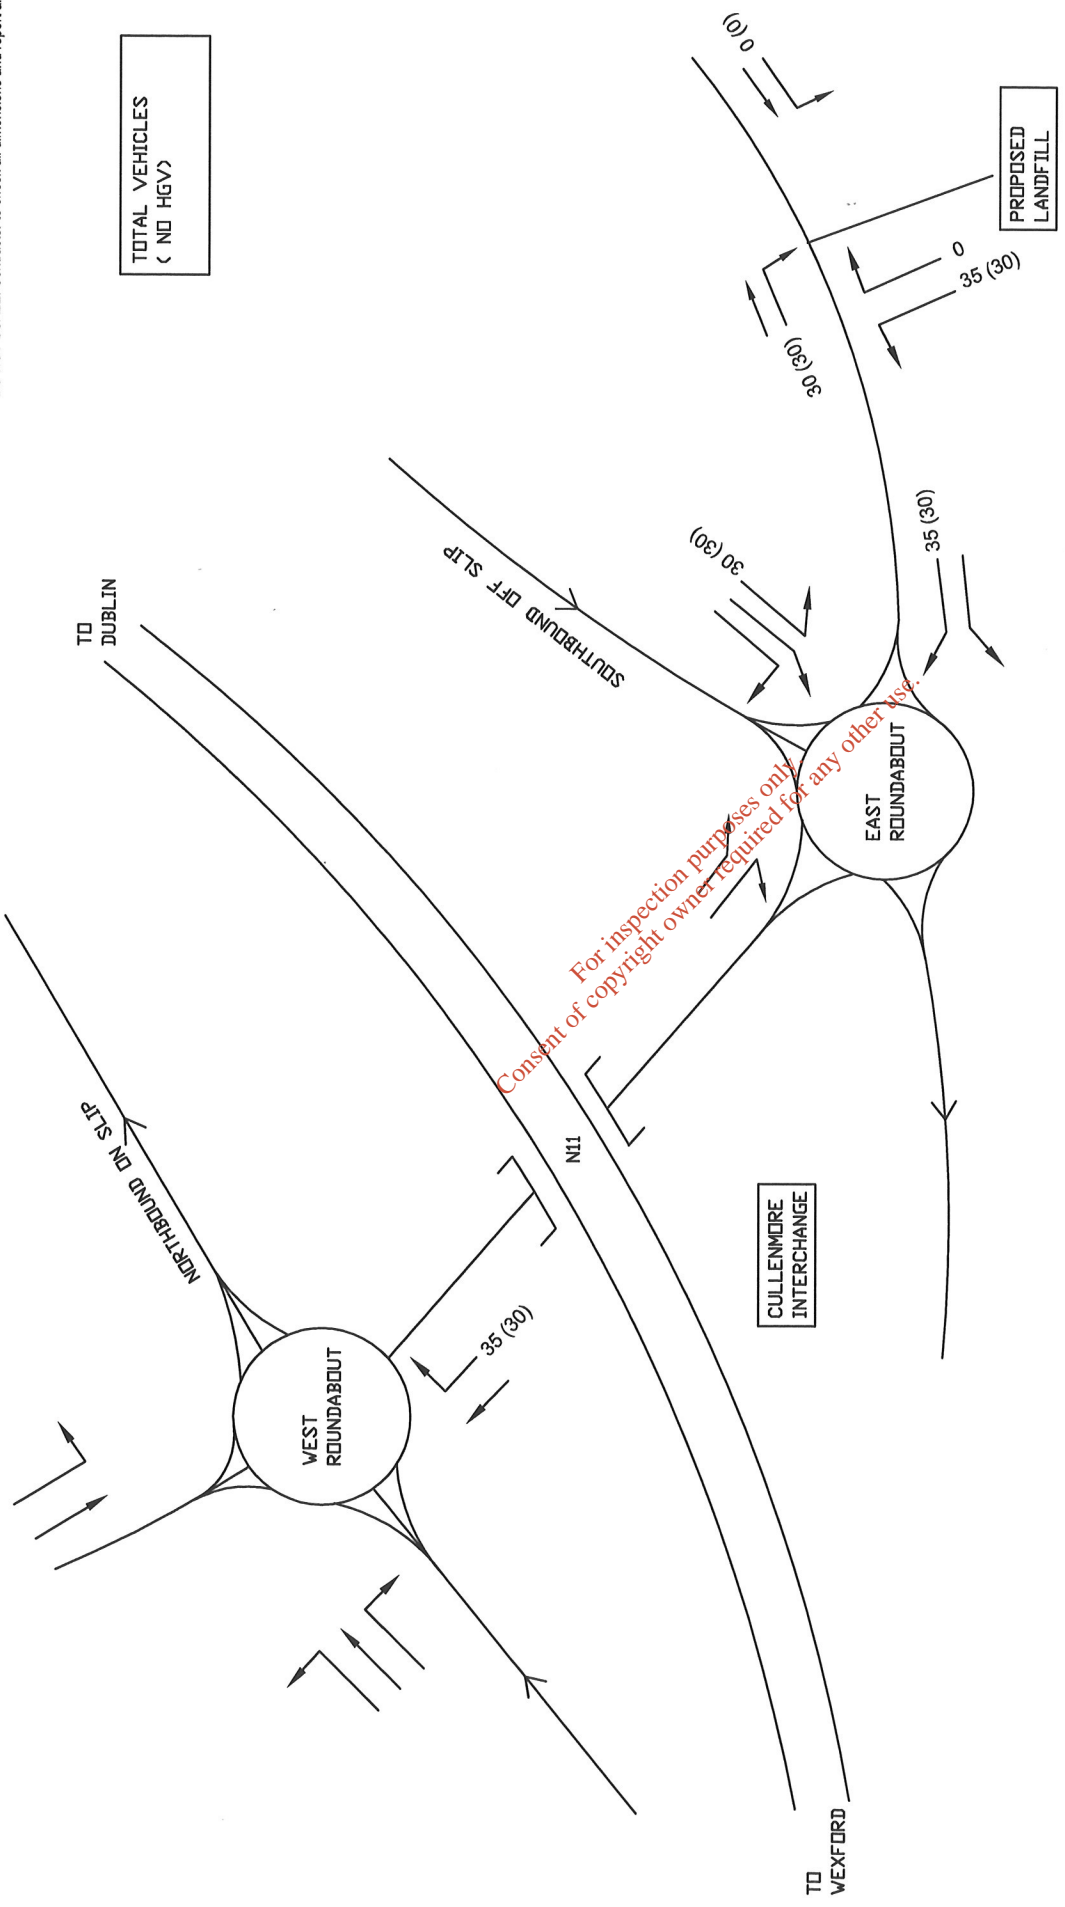 TOTAL VEHICLES
( NO HGV)
0 (0)
PROPOSED
LANDFILL
0
35 (30)
30 (30)
TO
DUBLIN
SOUTHBOUND OFF SLIP
30 (30)
35 (30)
EAST
ROUNDABOUT
For inspection purposes only.
Consent of copyright owner required for any other use.
NORTHBOUND ON SLIP
N11
CULLENMORE
INTERCHANGE
WEST
ROUNDABOUT
35 (30)
TO
WEXFORD